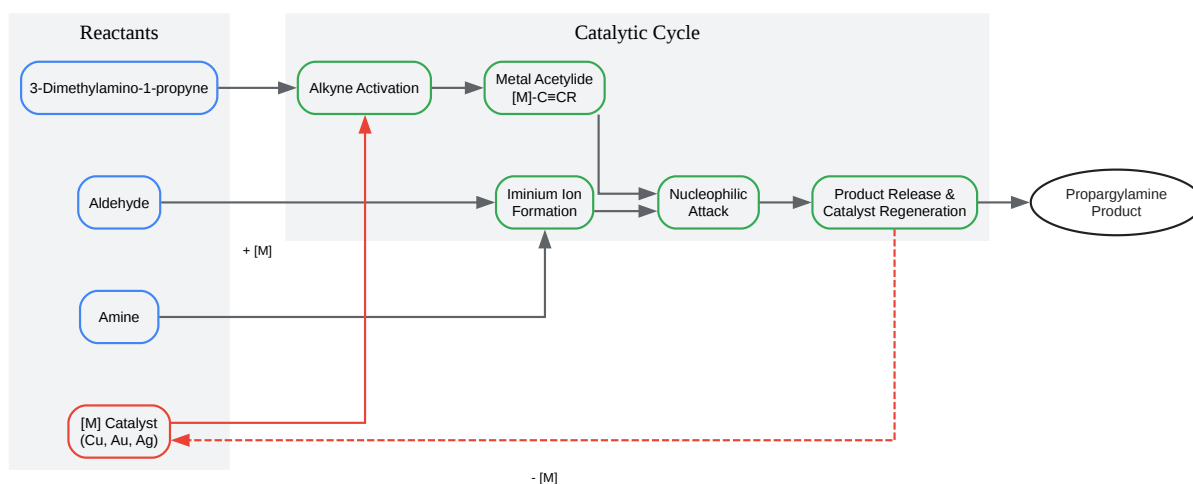 Reactants
Catalytic Cycle
3-Dimethylamino-1-propyne
Alkyne Activation
Metal Acetylide
[M]-C≡CR
Aldehyde
Iminium Ion
Formation
Nucleophilic
Attack
Product Release &
Catalyst Regeneration
Propargylamine
Product
+ [M]
Amine
[M] Catalyst
(Cu, Au, Ag)
- [M]